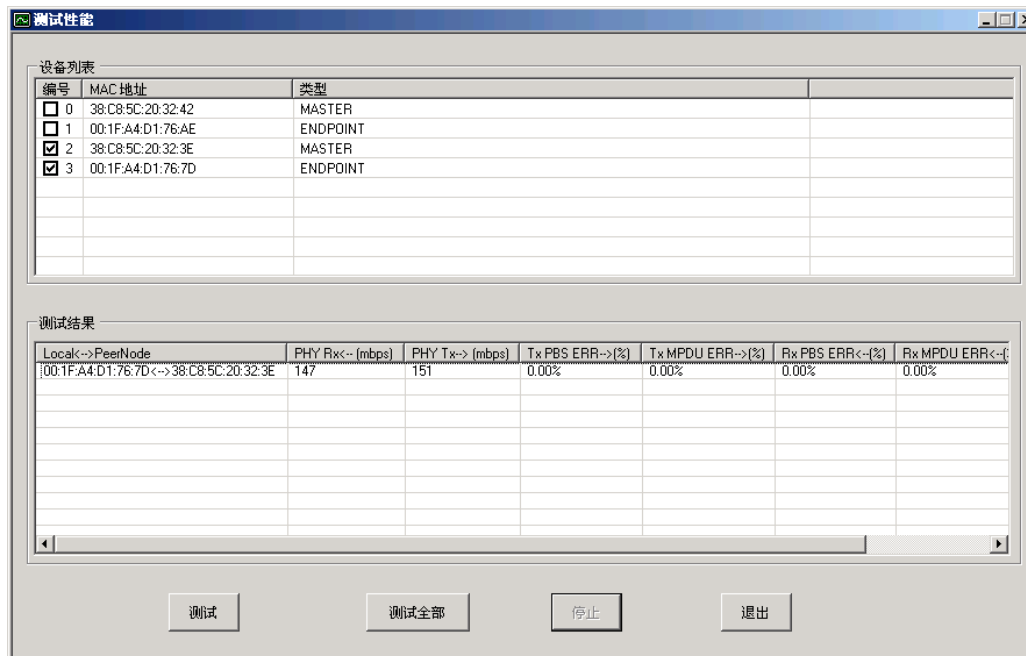 测试性能
设备列表
编号 MAC 地址 类型
0 38:C8:5C:20:32:42 MASTER
1 00:1F:A4:D1:76:AE ENDPOINT
2 38:C8:5C:20:32:3E MASTER
3 00:1F:A4:D1:76:7D ENDPOINT
测试结果
Local<-->PeerNode PHY Rx<-- (mbps) PHY Tx--> (mbps) Tx PBS ERR-->(%) Tx MPDU ERR-->(%) Rx PBS ERR<--(%) Rx MPDU ERR<--(
00:1F:A4:D1:76:7D<-->38:C8:5C:20:32:3E 147 151 0.00% 0.00% 0.00% 0.00%
测试 测试全部 停止 退出